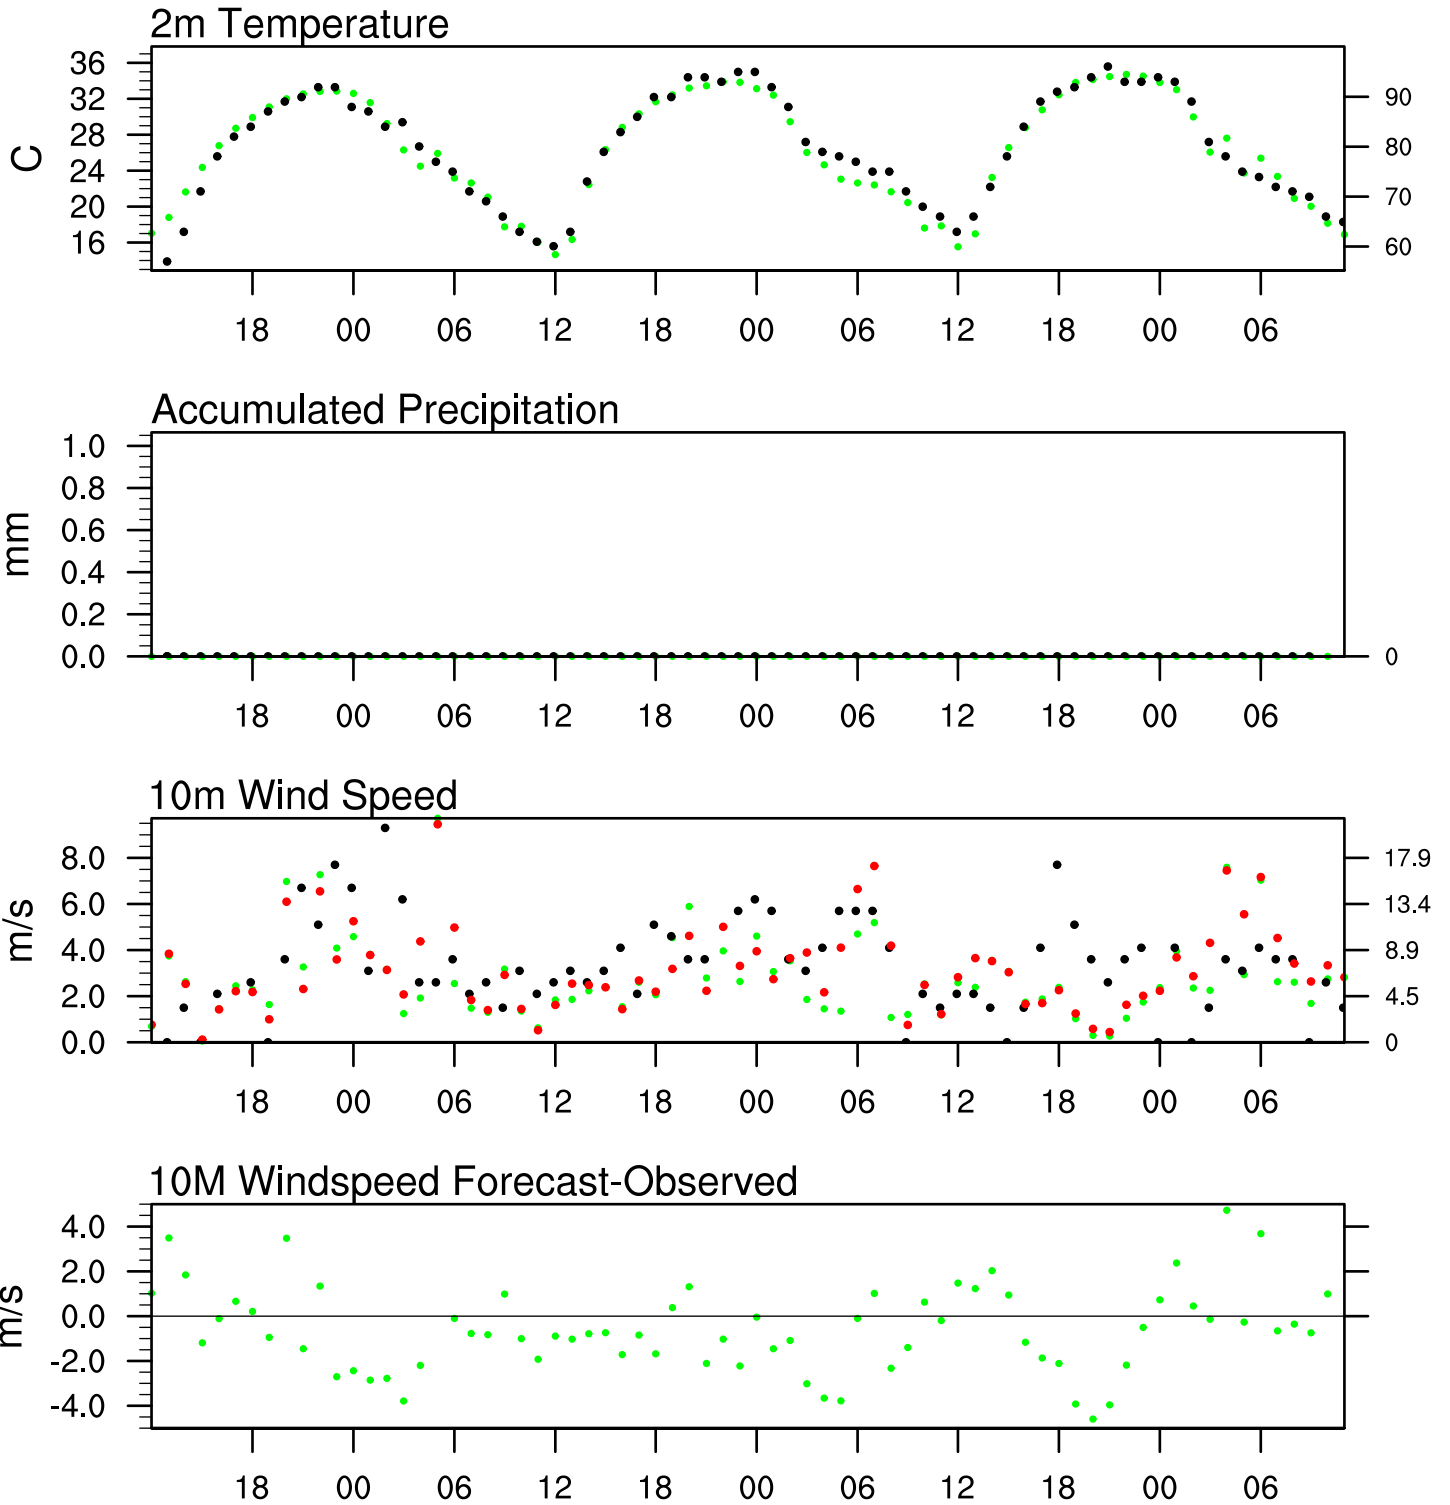 2m Temperature
36
32
28
24
20
16
C
90
80
70
60
18 00 06 12 18 00 06 12 18 00 06
Accumulated Precipitation
1.0
0.8
0.6
0.4
0.2
0.0
mm
0
18 00 06 12 18 00 06 12 18 00 06
10m Wind Speed
8.0
6.0
4.0
2.0
0.0
m/s
17.9
13.4
8.9
4.5
0
18 00 06 12 18 00 06 12 18 00 06
10M Windspeed Forecast-Observed
4.0
2.0
0.0
-2.0
-4.0
m/s
18 00 06 12 18 00 06 12 18 00 06